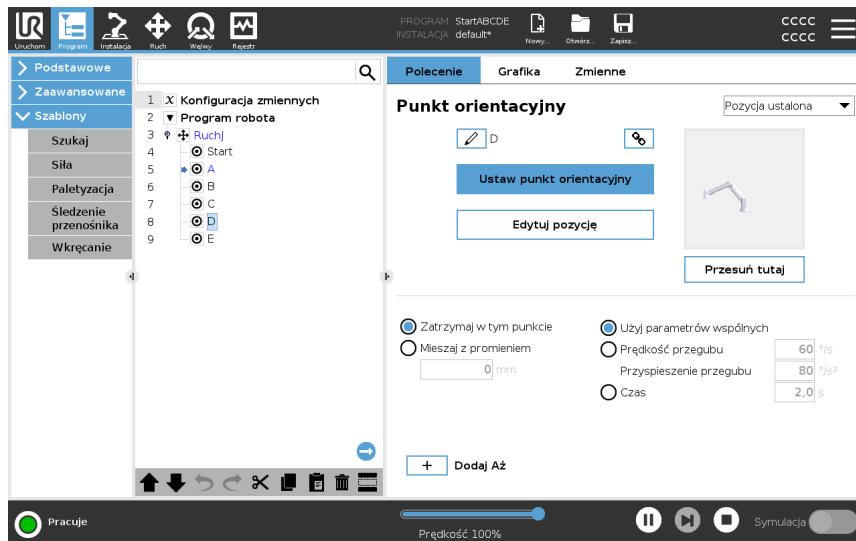 PROGRAM StartABCDE
INSTALACJA default*
CCCC
CCCC
UR
Uruchom Program Instalacja Ruch We/wy Rejestr Nowy... Otwórz... Zapisz...
Podstawowe
Zaawansowane
Szablony
Szukaj
Siła
Paletyzacja
Śledzenie
przenośnika
Wkręcanie
1 X Konfiguracja zmiennych
2 Program robota
3 RuchJ
4 Start
5 A
6 B
7 C
8 D
9 E
Polecenie Grafika Zmienne
Punkt orientacyjny Pozycja ustalona
D
Ustaw punkt orientacyjny
Edytuj pozycję
Przesuń tutaj
Zatrzymaj w tym punkcie Użyj parametrów wspólnych
Mieszaj z promieniem Prędkość przegubu 60 °/s
0 mm Przyspieszenie przegubu 80 °/s²
Czas 2,0 s
+ Dodaj Aż
Pracuje
Prędkość 100%
Symulacja